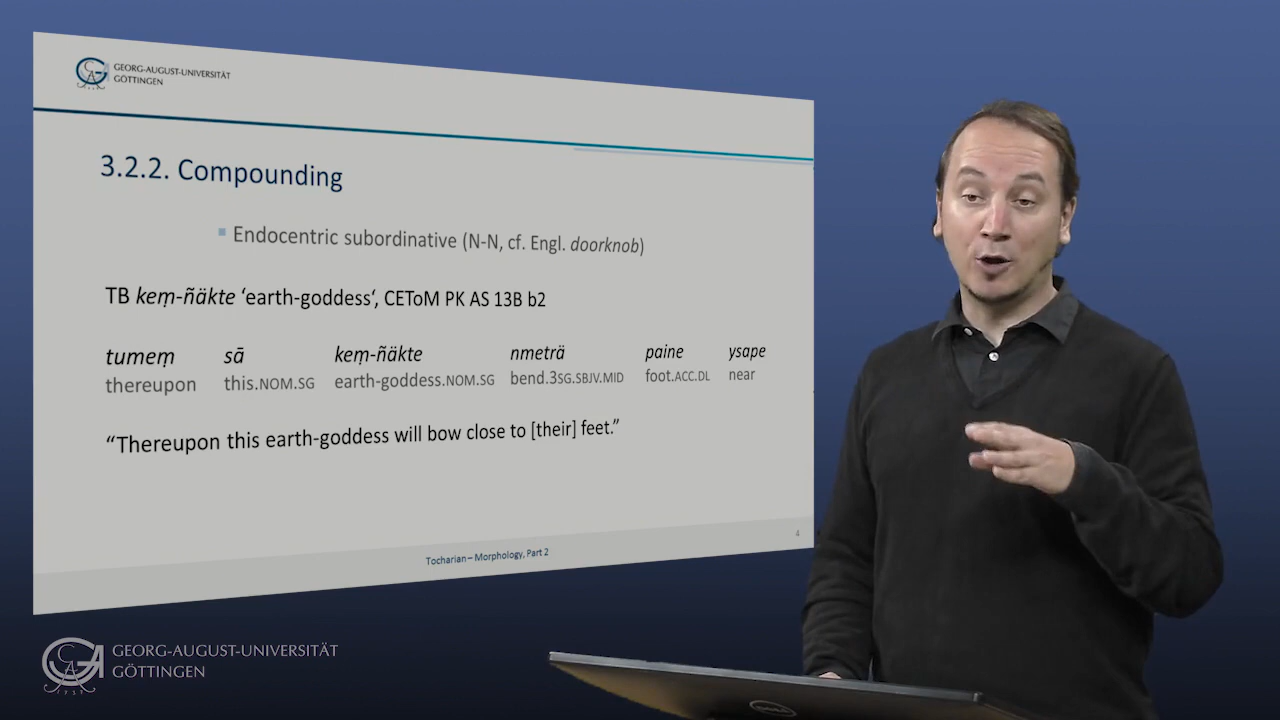 GEORG-AUGUST-UNIVERSITÄT
GÖTTINGEN
3.2.2. Compounding
▪ Endocentric subordinative (N-N, cf. Engl. doorknob)
TB keṃ-ñäkte ‘earth-goddess‘, CEToM PK AS 13B b2
tumeṃ sā keṃ-ñäkte nmeträ paine ysape
thereupon this.NOM.SG earth-goddess.NOM.SG bend.3SG.SBJV.MID foot.ACC.DL near
“Thereupon this earth-goddess will bow close to [their] feet.”
4
Tocharian – Morphology, Part 2
GEORG-AUGUST-UNIVERSITÄT
GÖTTINGEN